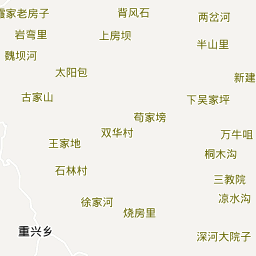 霞家老房子
背风石
两岔河
岩弯里
上房坝
半山里
魏坝河
太阳包
新建
古家山
下吴家坪
荀家塝
双华村
万牛咀
王家地
桐木沟
石林村
三教院
徐家河
凉水沟
烧房里
重兴乡
深河大院子